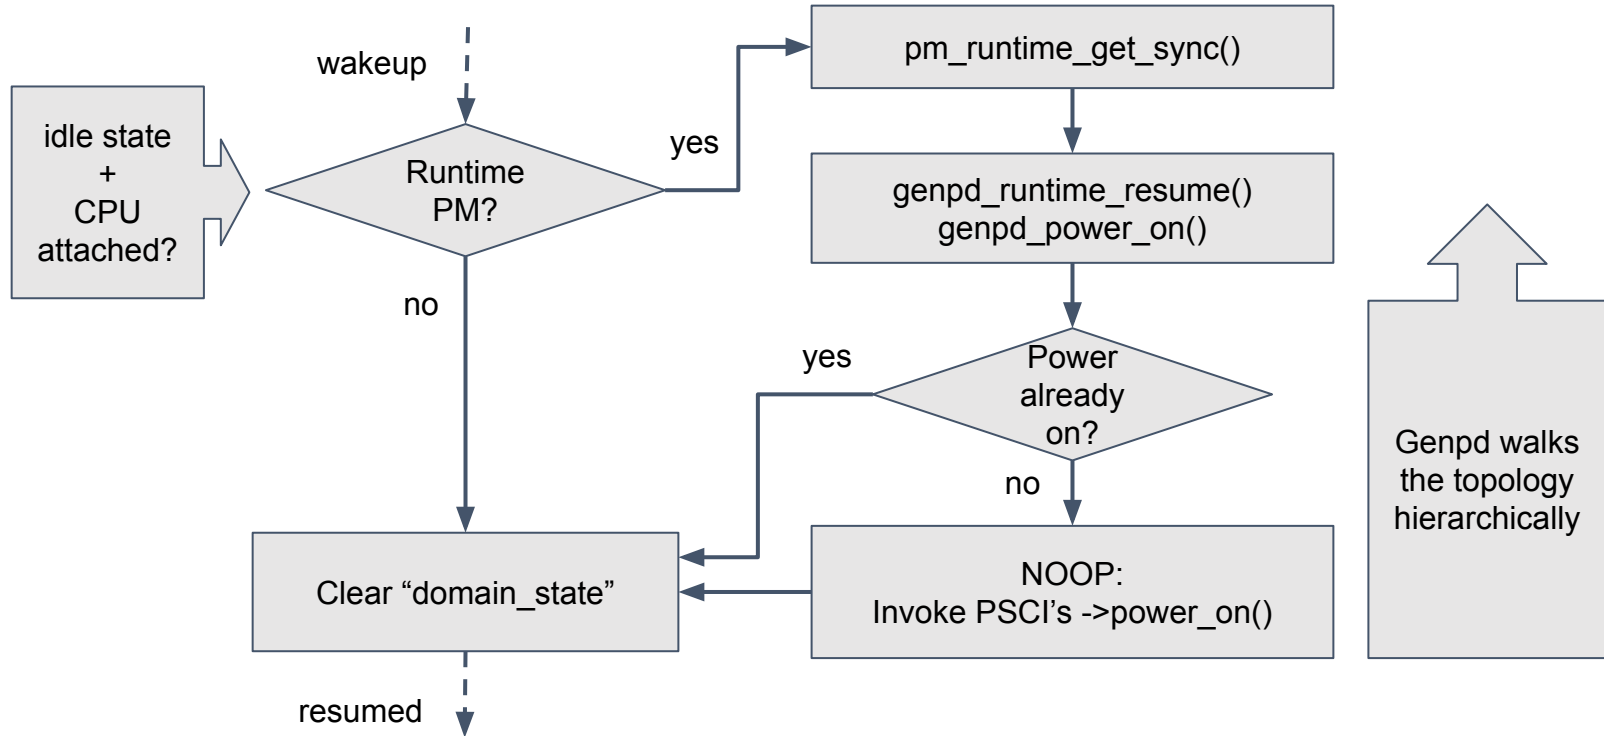 wakeup
idle state
+
CPU
attached?
Runtime
PM?
yes
pm_runtime_get_sync()
genpd_runtime_resume()
genpd_power_on()
no
yes
Power
already
on?
no
Genpd walks
the topology
hierarchically
Clear “domain_state”
NOOP:
Invoke PSCI’s ->power_on()
resumed